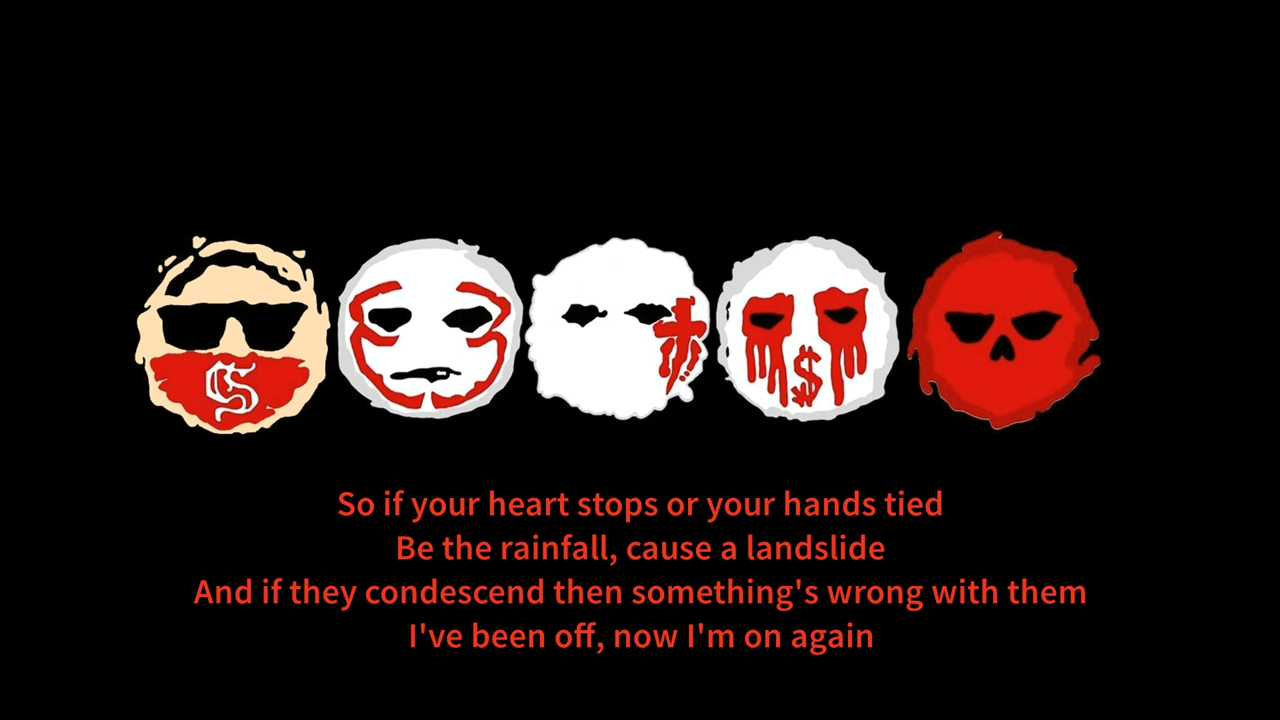 S
$
So if your heart stops or your hands tied
Be the rainfall, cause a landslide
And if they condescend then something's wrong with them
I've been off, now I'm on again